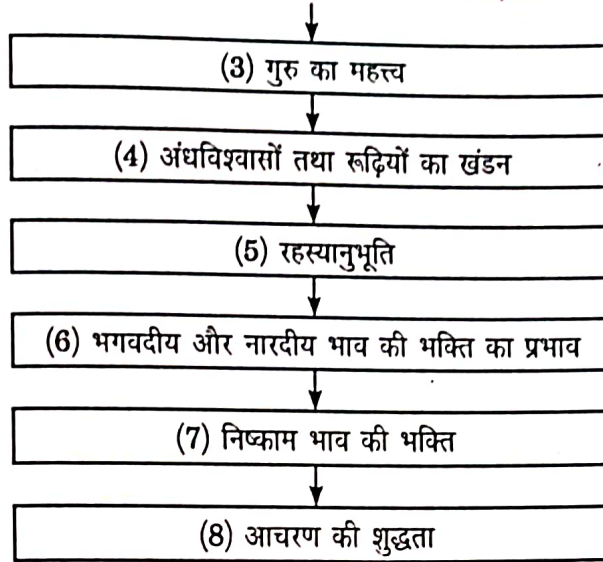 (3) गुरु का महत्त्व
(4) अंधविश्वासों तथा रूढ़ियों का खंडन
(5) रहस्यानुभूति
(6) भगवदीय और नारदीय भाव की भक्ति का प्रभाव
(7) निष्काम भाव की भक्ति
(8) आचरण की शुद्धता